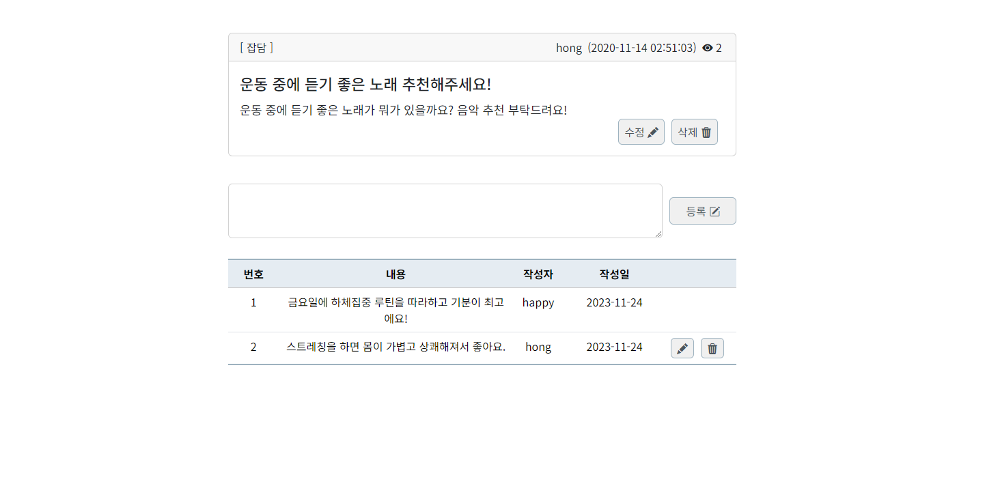 [ 잡담 ] hong (2020-11-14 02:51:03) 2
운동 중에 듣기 좋은 노래 추천해주세요!
운동 중에 듣기 좋은 노래가 뭐가 있을까요? 음악 추천 부탁드려요!
수정 삭제
등록
번호 내용 작성자 작성일
1 금요일에 하체집중 루틴을 따라하고 기분이 최고 happy 2023-11-24
에요!
2 스트레칭을 하면 몸이 가볍고 상쾌해져서 좋아요. hong 2023-11-24